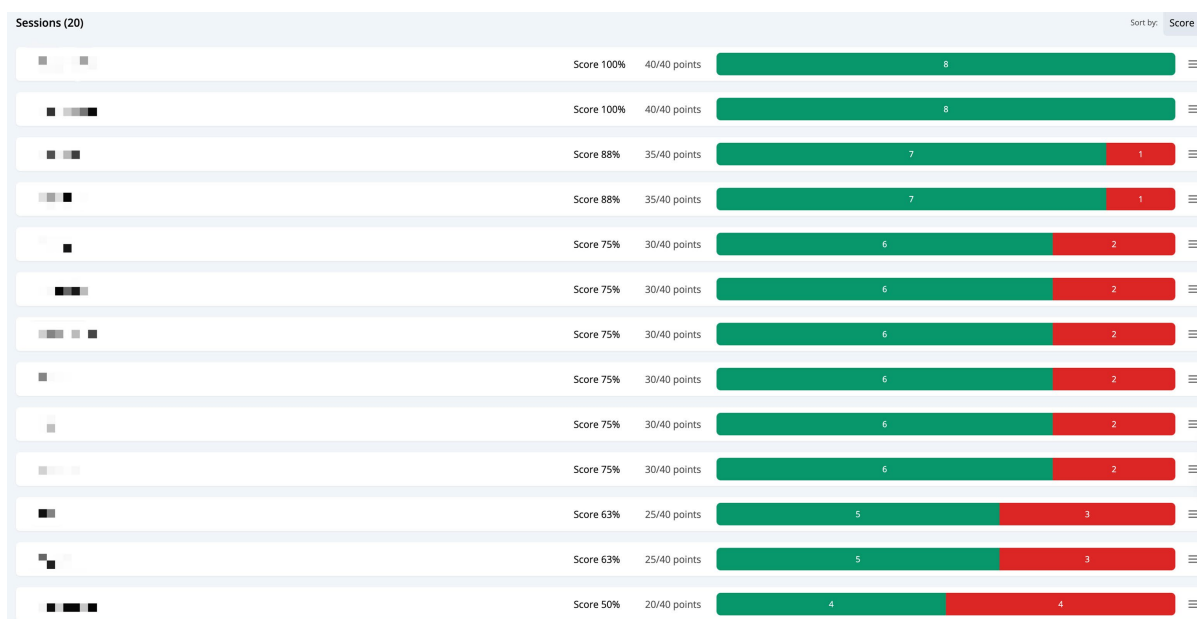 Sessions (20) Sort by: Score
Score 100% 40/40 points 8
Score 100% 40/40 points 8
Score 88% 35/40 points 7 1
Score 88% 35/40 points 7 1
Score 75% 30/40 points 6 2
Score 75% 30/40 points 6 2
Score 75% 30/40 points 6 2
Score 75% 30/40 points 6 2
Score 75% 30/40 points 6 2
Score 75% 30/40 points 6 2
Score 63% 25/40 points 5 3
Score 63% 25/40 points 5 3
Score 50% 20/40 points 4 4